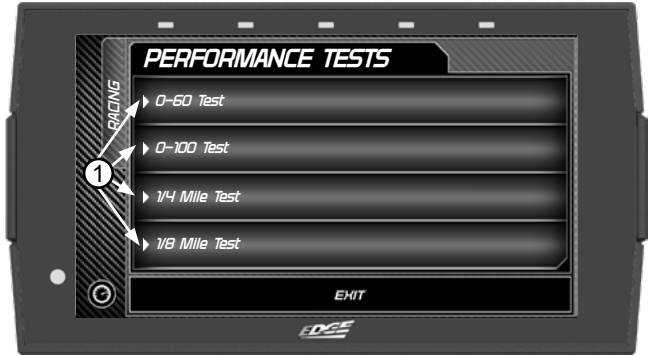 PERFORMANCE TESTS
RACING
0-60 Test
0-100 Test
1
1/4 Mile Test
1/8 Mile Test
EXIT
EDGE